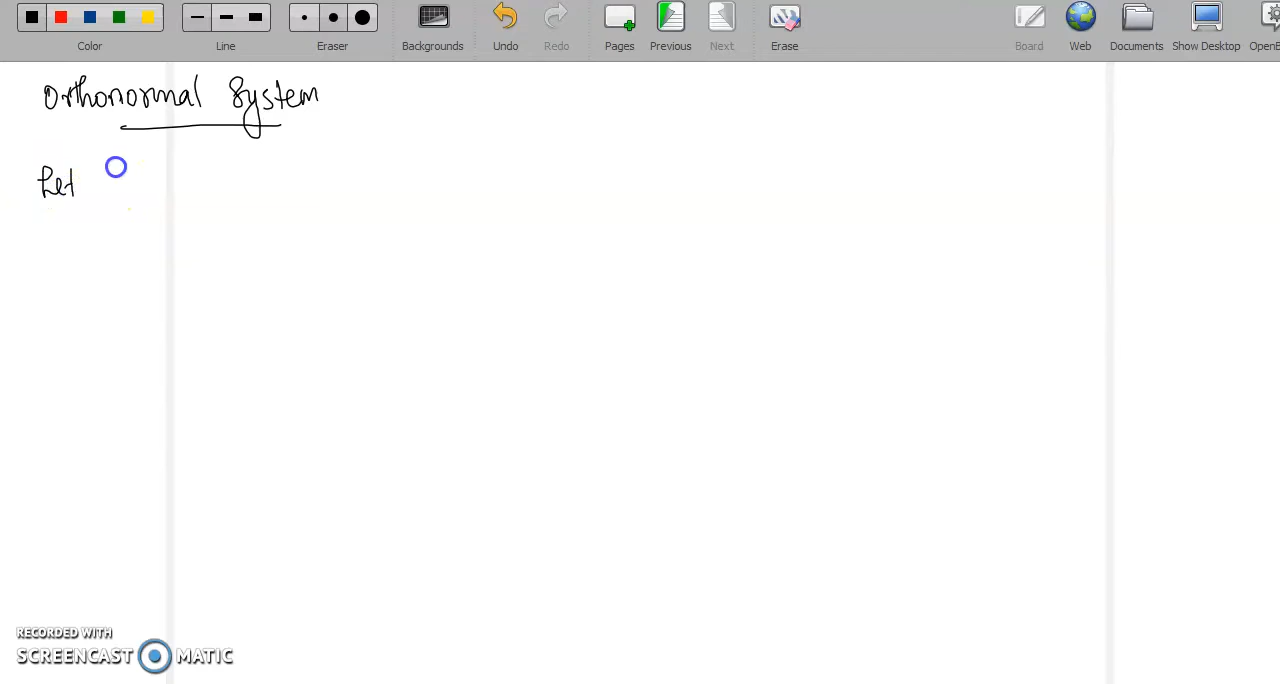 Color Line Eraser Backgrounds Undo Redo Pages Previous Next Erase Board Web Documents Show Desktop OpenB
Orthonormal System
Let
RECORDED WITH
SCREENCAST MATIC